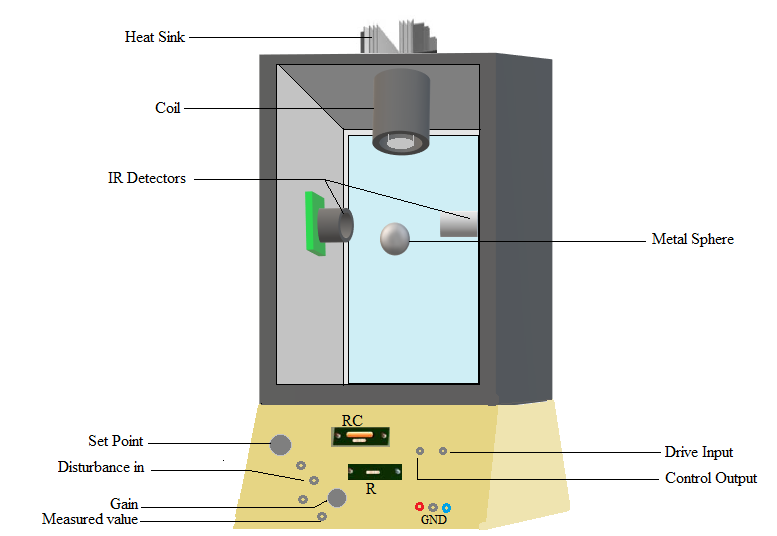 Heat Sink
Coil
IR Detectors
Metal Sphere
RC
Set Point
Drive Input
Disturbance in
Control Output
R
Gain
Measured value
GND